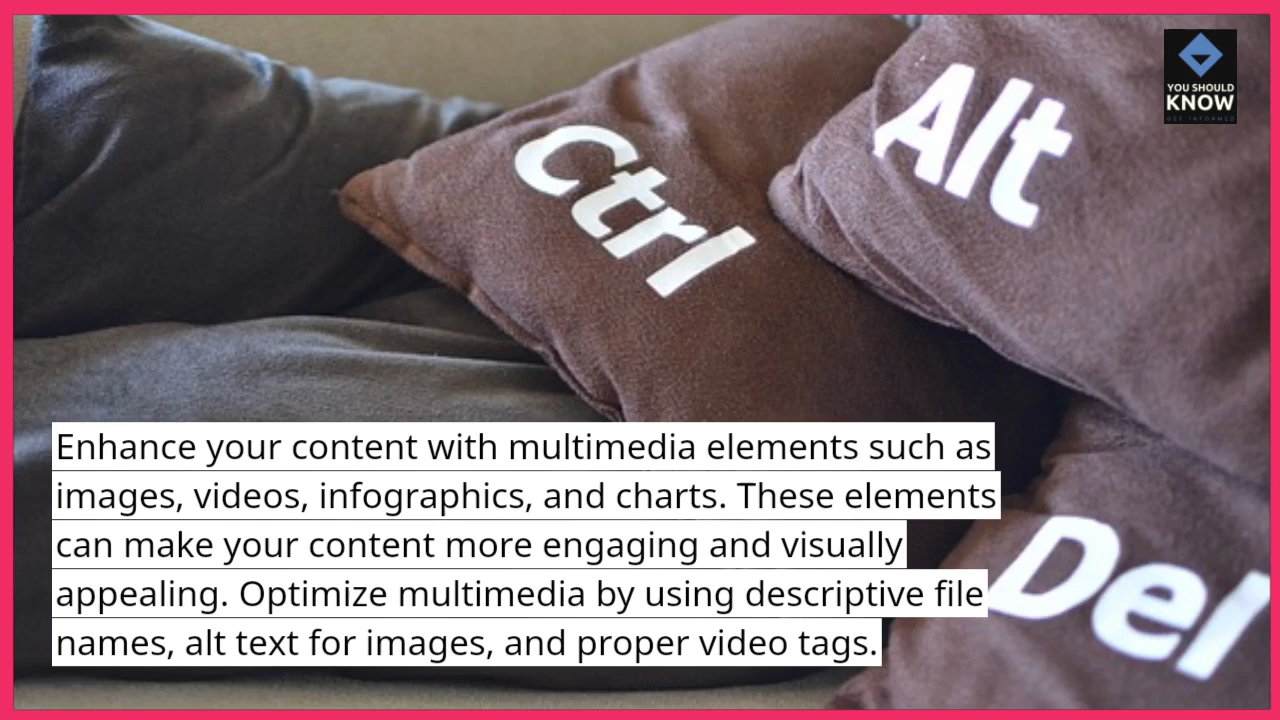 Ctrl
Alt
Del
YOU SHOULD
KNOW
GET INFORMED
Enhance your content with multimedia elements such as
images, videos, infographics, and charts. These elements
can make your content more engaging and visually
appealing. Optimize multimedia by using descriptive file
names, alt text for images, and proper video tags.